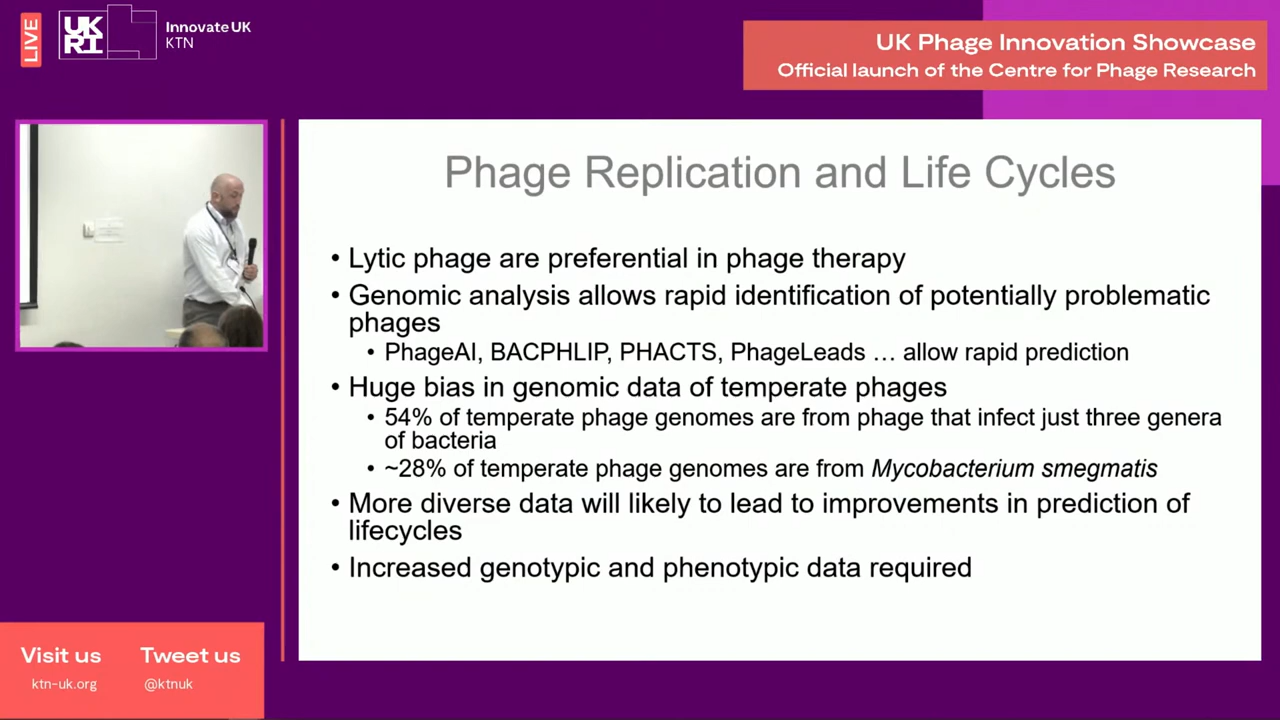 LIVE
UK
RI
Innovate UK
KTN
UK Phage Innovation Showcase
Official launch of the Centre for Phage Research
Phage Replication and Life Cycles
• Lytic phage are preferential in phage therapy
• Genomic analysis allows rapid identification of potentially problematic
phages
• PhageAI, BACPHLIP, PHACTS, PhageLeads … allow rapid prediction
• Huge bias in genomic data of temperate phages
• 54% of temperate phage genomes are from phage that infect just three genera
of bacteria
• ~28% of temperate phage genomes are from Mycobacterium smegmatis
• More diverse data will likely to lead to improvements in prediction of
lifecycles
• Increased genotypic and phenotypic data required
Visit us
Tweet us
ktn-uk.org
@ktnuk